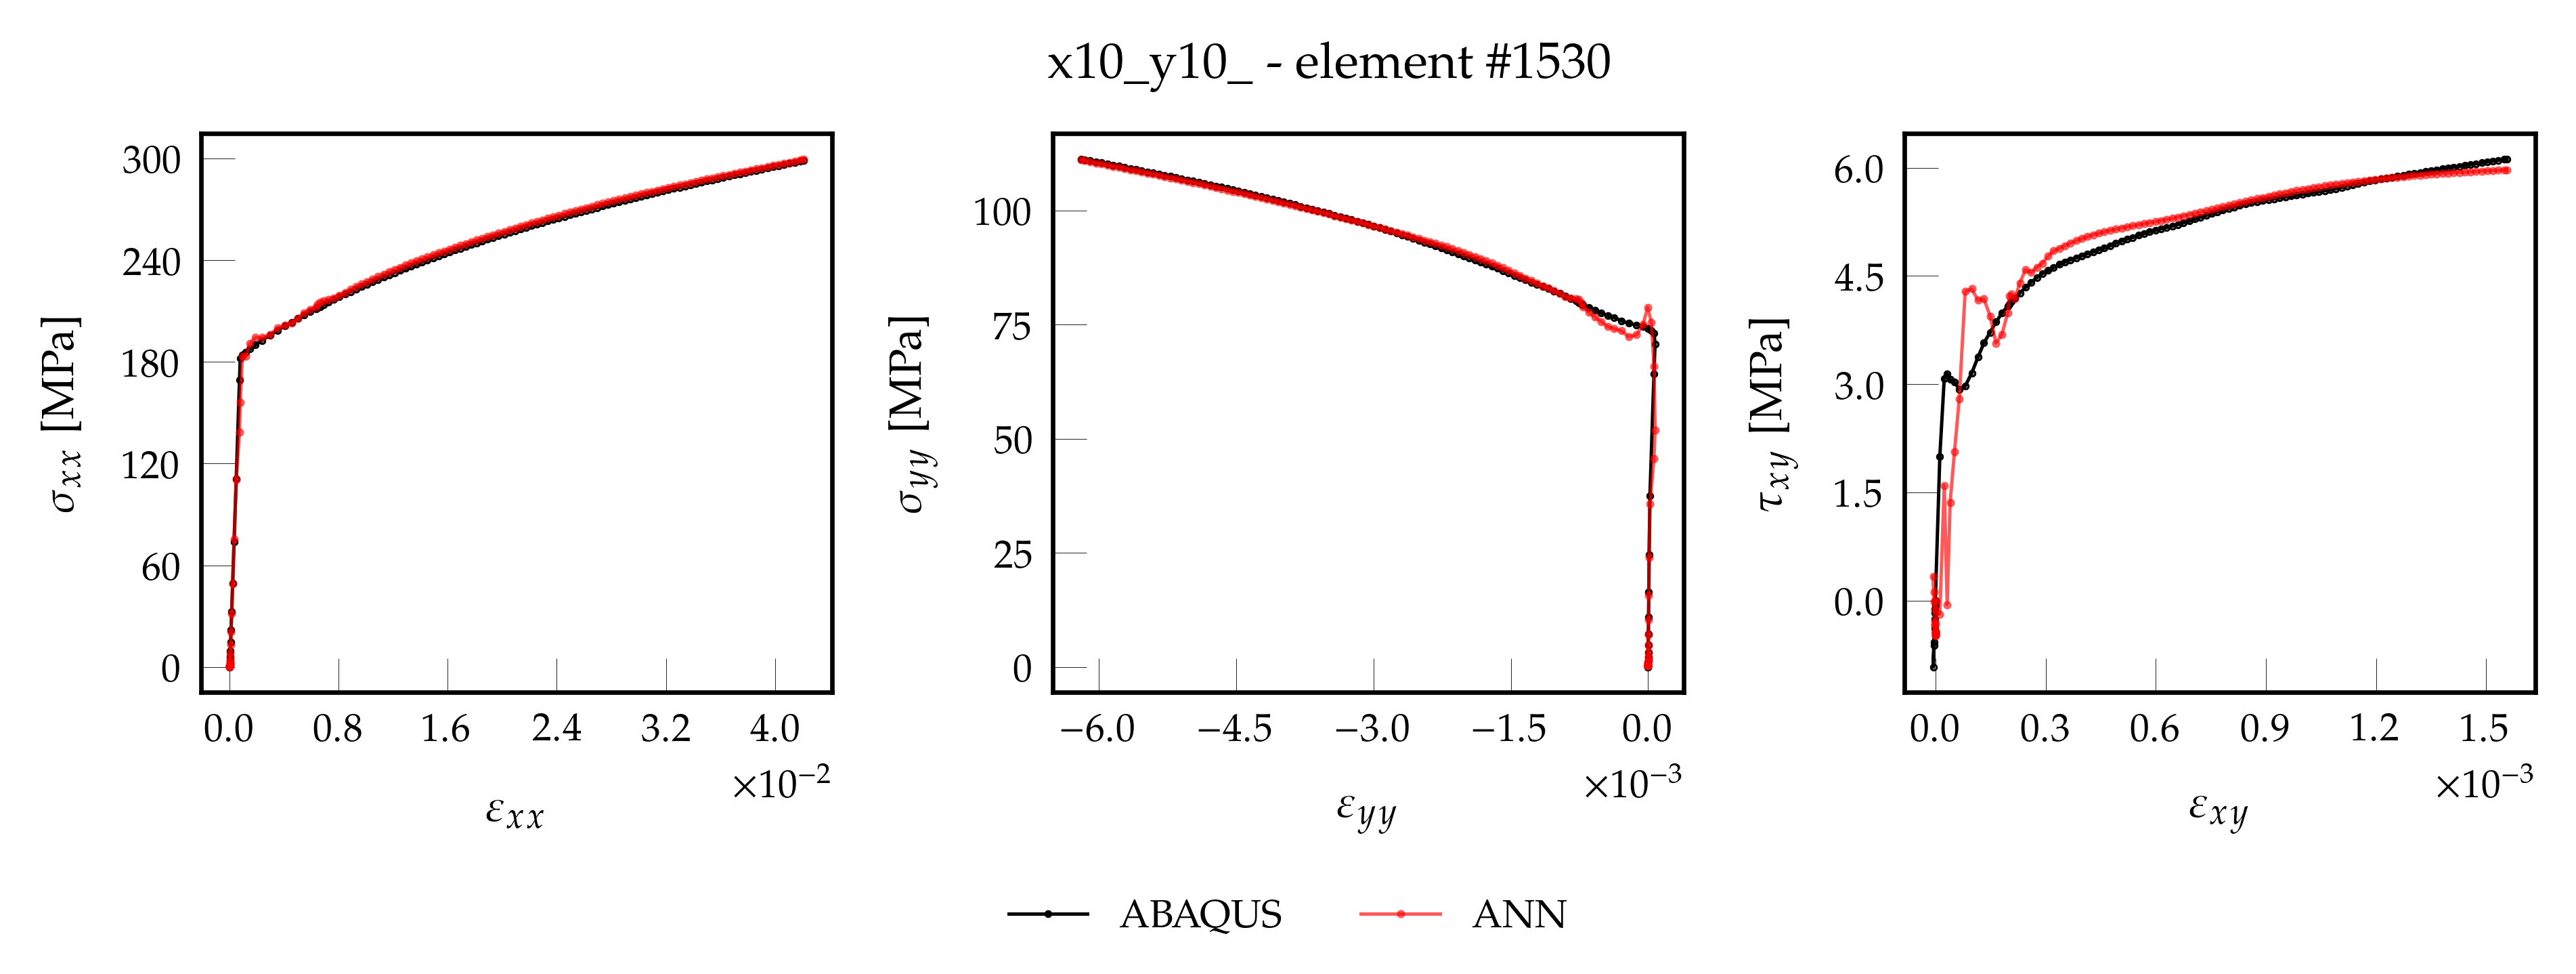 x10_y10_ - element #1530
σxx [MPa]
300
240
180
120
60
0
0.0 0.8 1.6 2.4 3.2 4.0
×10−2
εxx
σyy [MPa]
100
75
50
25
0
−6.0 −4.5 −3.0 −1.5 0.0
×10−3
εyy
τxy [MPa]
6.0
4.5
3.0
1.5
0.0
0.0 0.3 0.6 0.9 1.2 1.5
×10−3
εxy
ABAQUS ANN